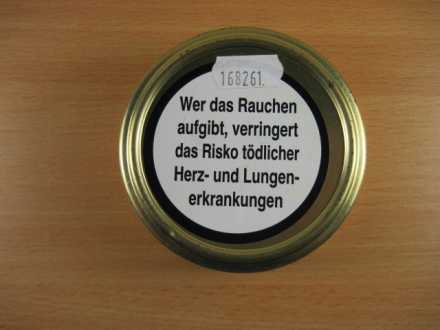 168261.
Wer das Rauchen
aufgibt, verringert
das Risko tödlicher
Herz- und Lungen-
erkrankungen